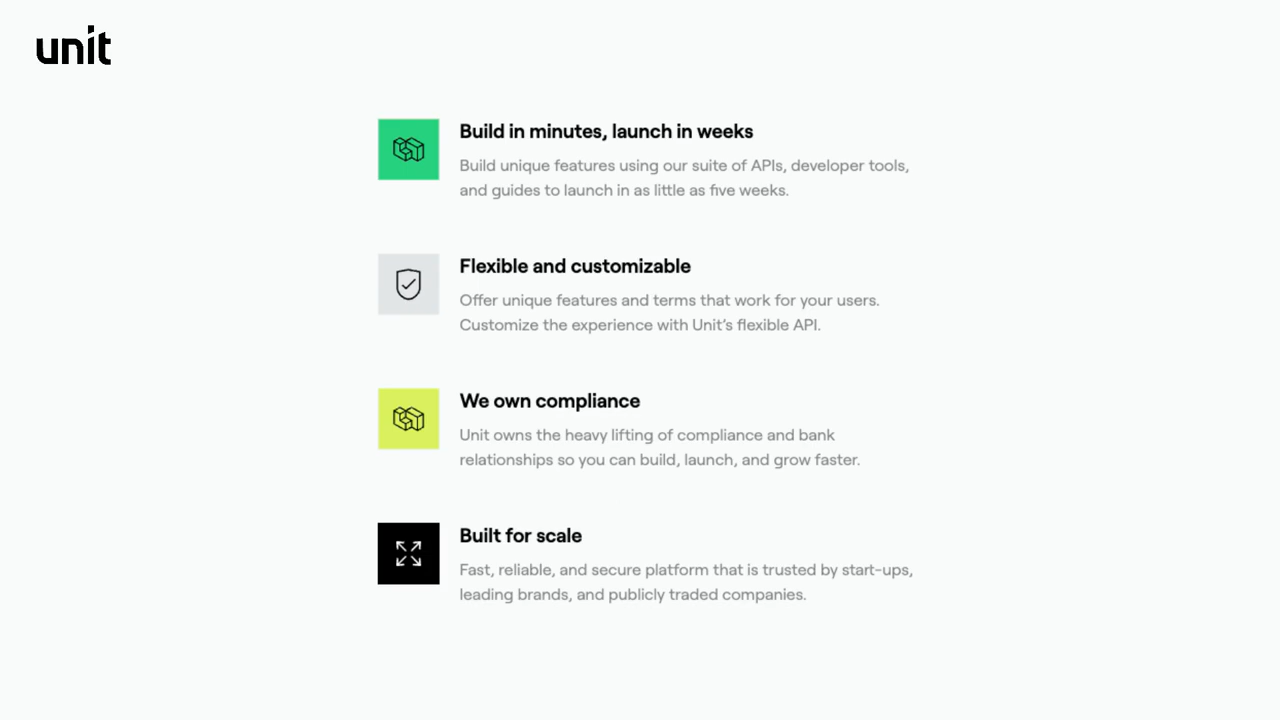 unit
Build in minutes, launch in weeks
Build unique features using our suite of APIs, developer tools,
and guides to launch in as little as five weeks.
Flexible and customizable
Offer unique features and terms that work for your users.
Customize the experience with Unit’s flexible API.
We own compliance
Unit owns the heavy lifting of compliance and bank
relationships so you can build, launch, and grow faster.
Built for scale
Fast, reliable, and secure platform that is trusted by start-ups,
leading brands, and publicly traded companies.